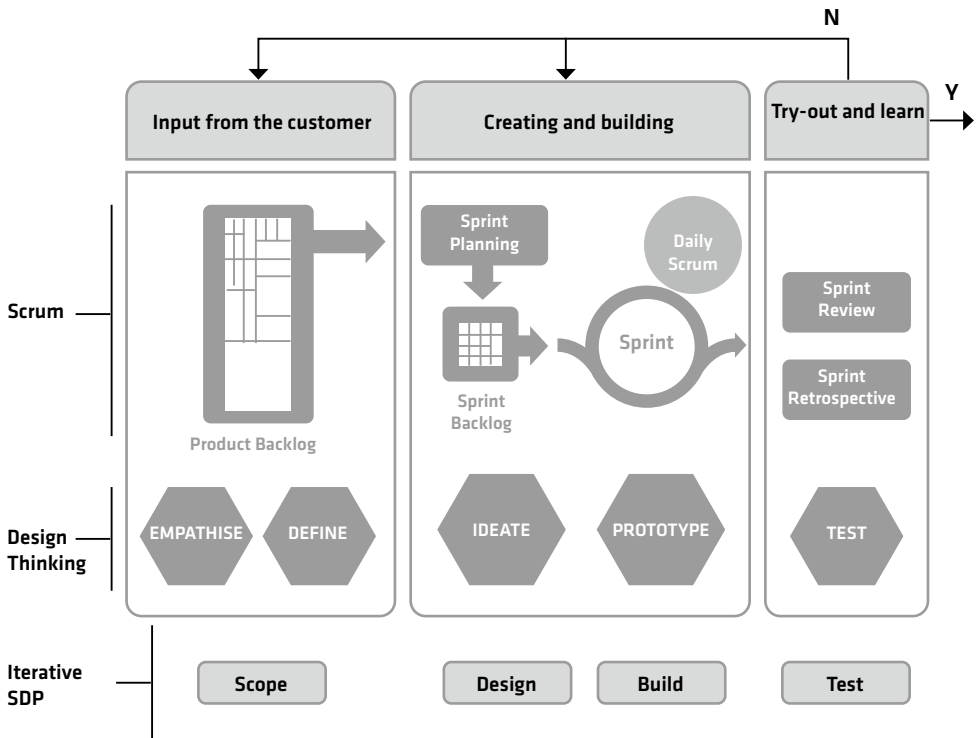 N
Y
Input from the customer
Creating and building
Try-out and learn
Scrum
Product Backlog
Sprint
Planning
Sprint
Backlog
Daily
Scrum
Sprint
Sprint
Review
Sprint
Retrospective
Design
Thinking
EMPATHISE
DEFINE
IDEATE
PROTOTYPE
TEST
Iterative
SDP
Scope
Design
Build
Test